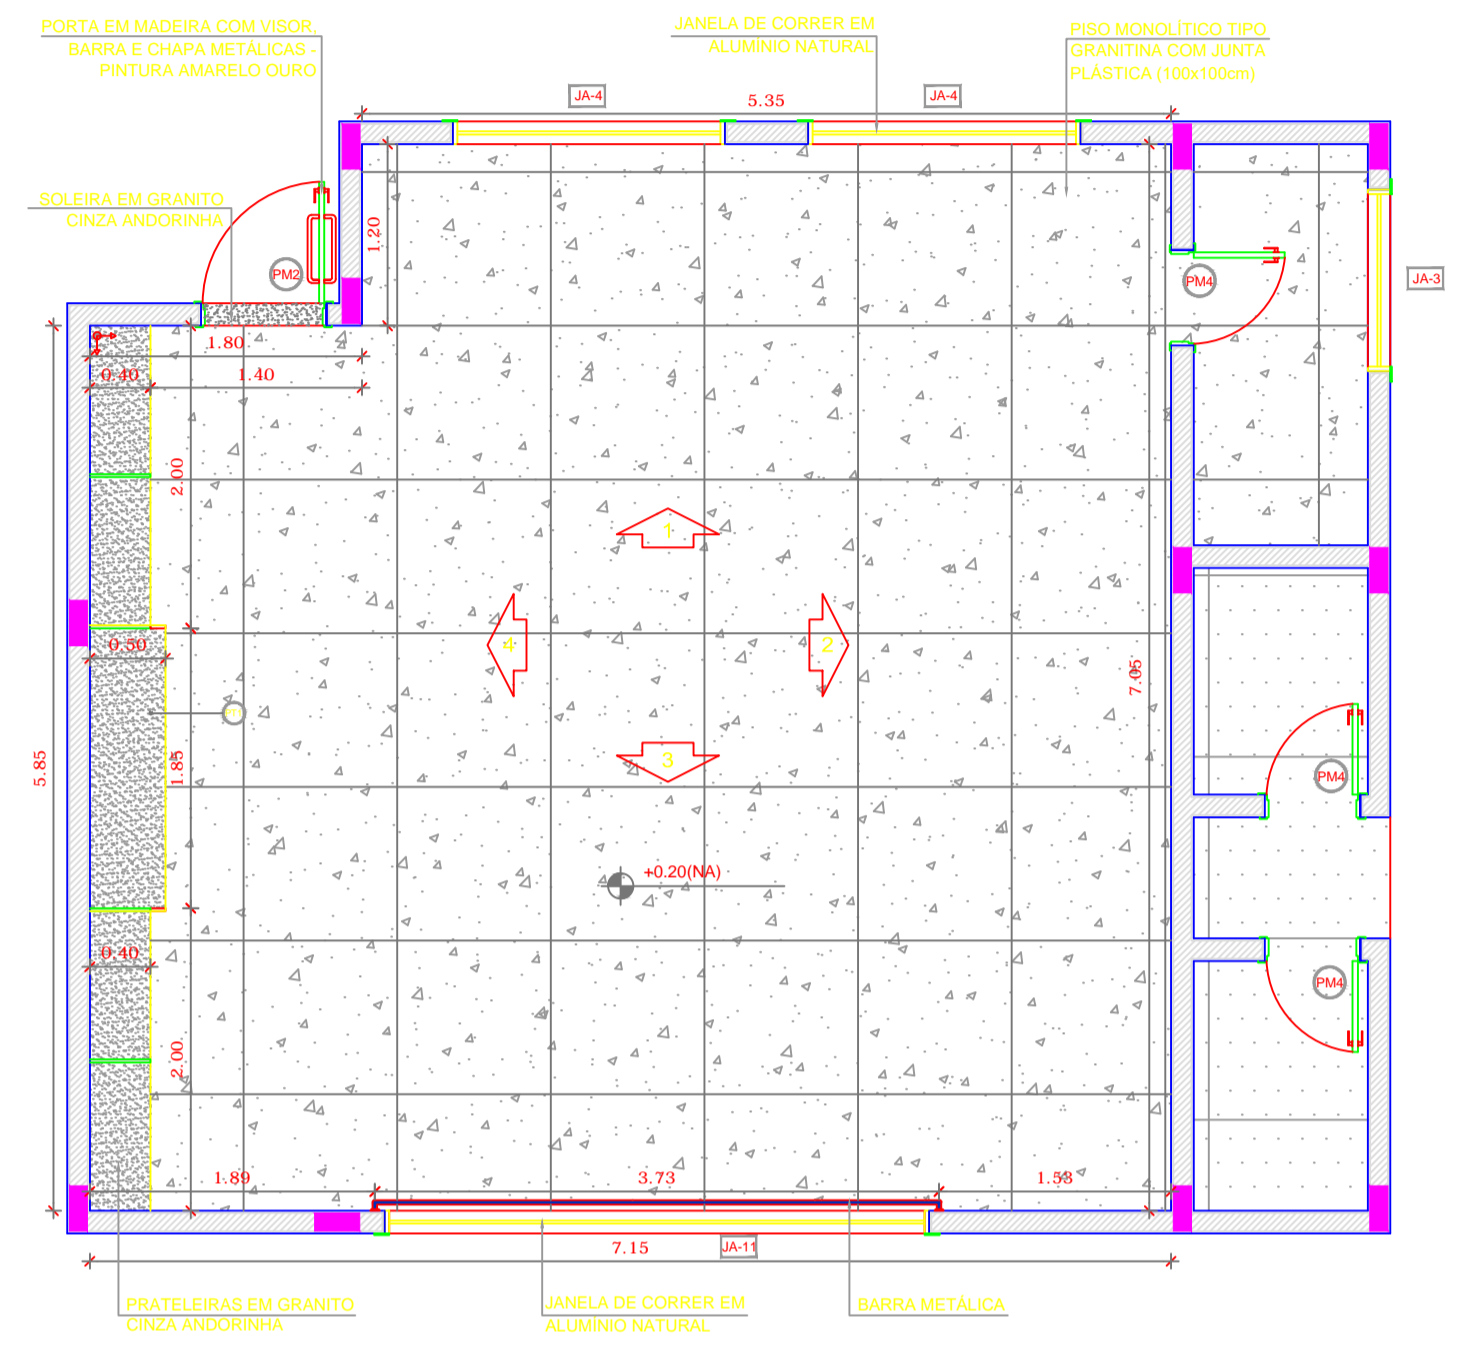 PORTA EM MADEIRA COM VISOR,
BARRA E CHAPA METÁLICAS -
PINTURA AMARELO OURO
JANELA DE CORRER EM
ALUMÍNIO NATURAL
PISO MONOLÍTICO TIPO
GRANITINA COM JUNTA
PLÁSTICA (100x100cm)
JA-4
5.35
JA-4
SOLEIRA EM GRANITO
CINZA ANDORINHA
1.20
PM2
PM4
JA-3
1.80
0.40
1.40
2.00
1
4
2
0.50
7.05
3
1.85
5.85
PM4
+0.20(NA)
0.40
PM4
2.00
1.89
3.73
1.53
7.15
JA-11
PRATELEIRAS EM GRANITO
CINZA ANDORINHA
JANELA DE CORRER EM
ALUMÍNIO NATURAL
BARRA METÁLICA